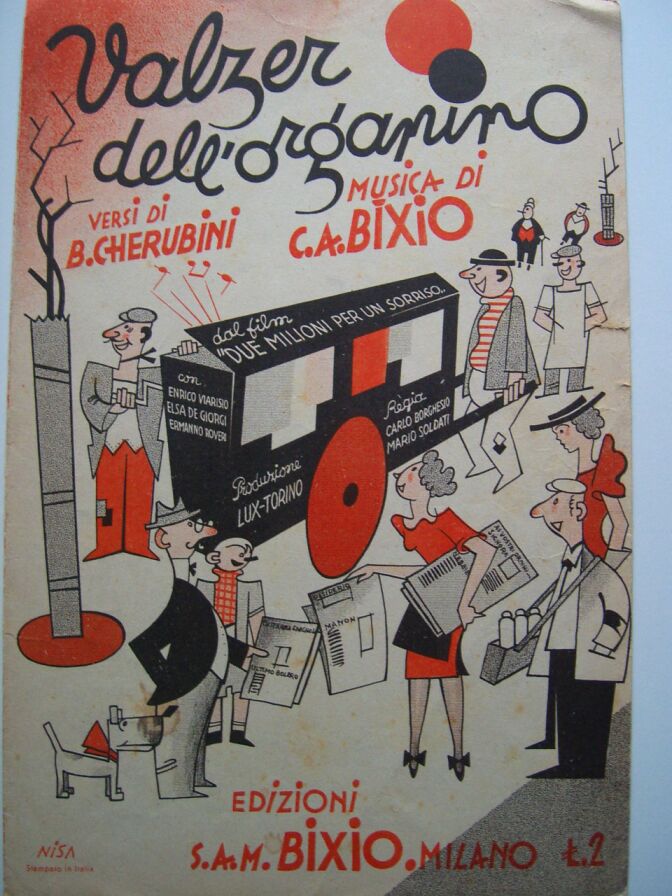 Valzer
dell'organino
VERSI DI
B. CHERUBINI
MUSICA DI
C.A. BIXIO
dal film
"DUE MILIONI PER UN SORRISO"
con
ENRICO VIARISIO
ELSA DE GIORGI
ERMANNO ROVERI
Règia
CARLO BORGHESIO
MARIO SOLDATI
Produzione
LUX-TORINO
MANON
ULTIMO BOLERO
EDIZIONI
S.A.M. BIXIO. MILANO Ł.2
NISA
Stampato in Italia